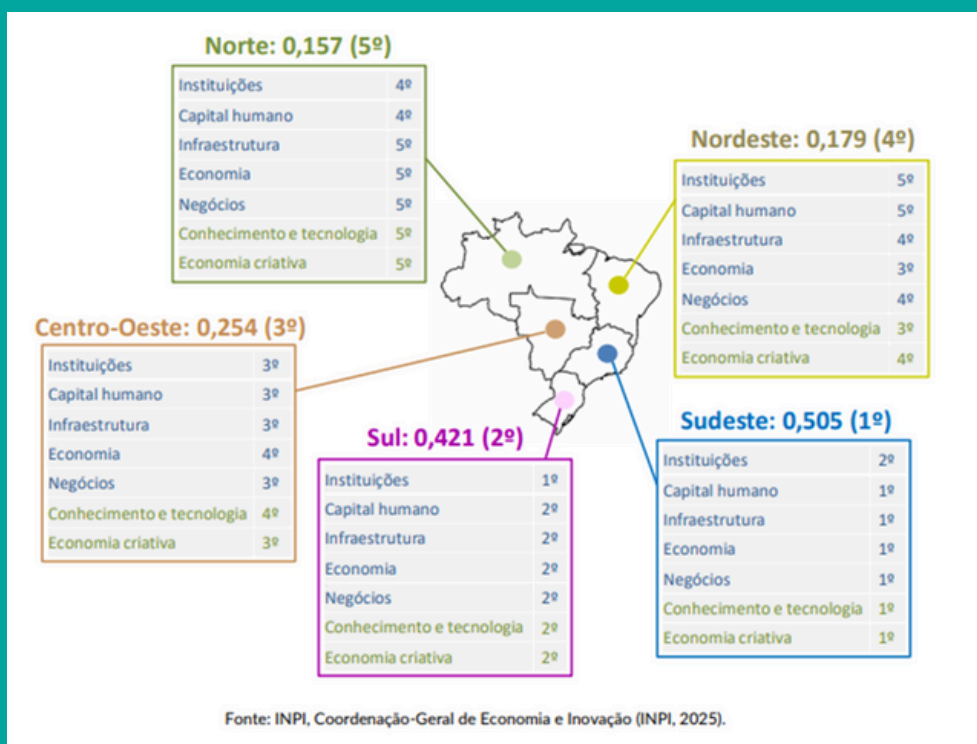 Norte: 0,157 (5º)
Instituições 4º
Capital humano 4º
Infraestrutura 5º
Economia 5º
Negócios 5º
Conhecimento e tecnologia 5º
Economia criativa 5º
Nordeste: 0,179 (4º)
Instituições 5º
Capital humano 5º
Infraestrutura 4º
Economia 3º
Negócios 4º
Conhecimento e tecnologia 3º
Economia criativa 4º
Centro-Oeste: 0,254 (3º)
Instituições 3º
Capital humano 3º
Infraestrutura 3º
Economia 4º
Negócios 3º
Conhecimento e tecnologia 4º
Economia criativa 3º
Sul: 0,421 (2º)
Instituições 1º
Capital humano 2º
Infraestrutura 2º
Economia 2º
Negócios 2º
Conhecimento e tecnologia 2º
Economia criativa 2º
Sudeste: 0,505 (1º)
Instituições 2º
Capital humano 1º
Infraestrutura 1º
Economia 1º
Negócios 1º
Conhecimento e tecnologia 1º
Economia criativa 1º
Fonte: INPI, Coordenação-Geral de Economia e Inovação (INPI, 2025).